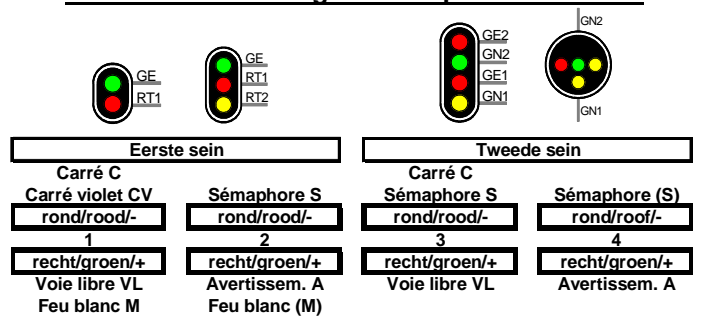 GN2
GE2
GN2
GE1
GN1
GE
RT1
RT2
GE
RT1
GN1
Eerste sein
Tweede sein
Carré C
Carré C
Carré violet CV
Sémaphore S
Sémaphore S
Sémaphore (S)
rond/rood/-
rond/rood/-
rond/rood/-
rond/roof/-
1
2
3
4
recht/groen/+
recht/groen/+
recht/groen/+
recht/groen/+
Voie libre VL
Avertissem. A
Voie libre VL
Avertissem. A
Feu blanc M
Feu blanc (M)